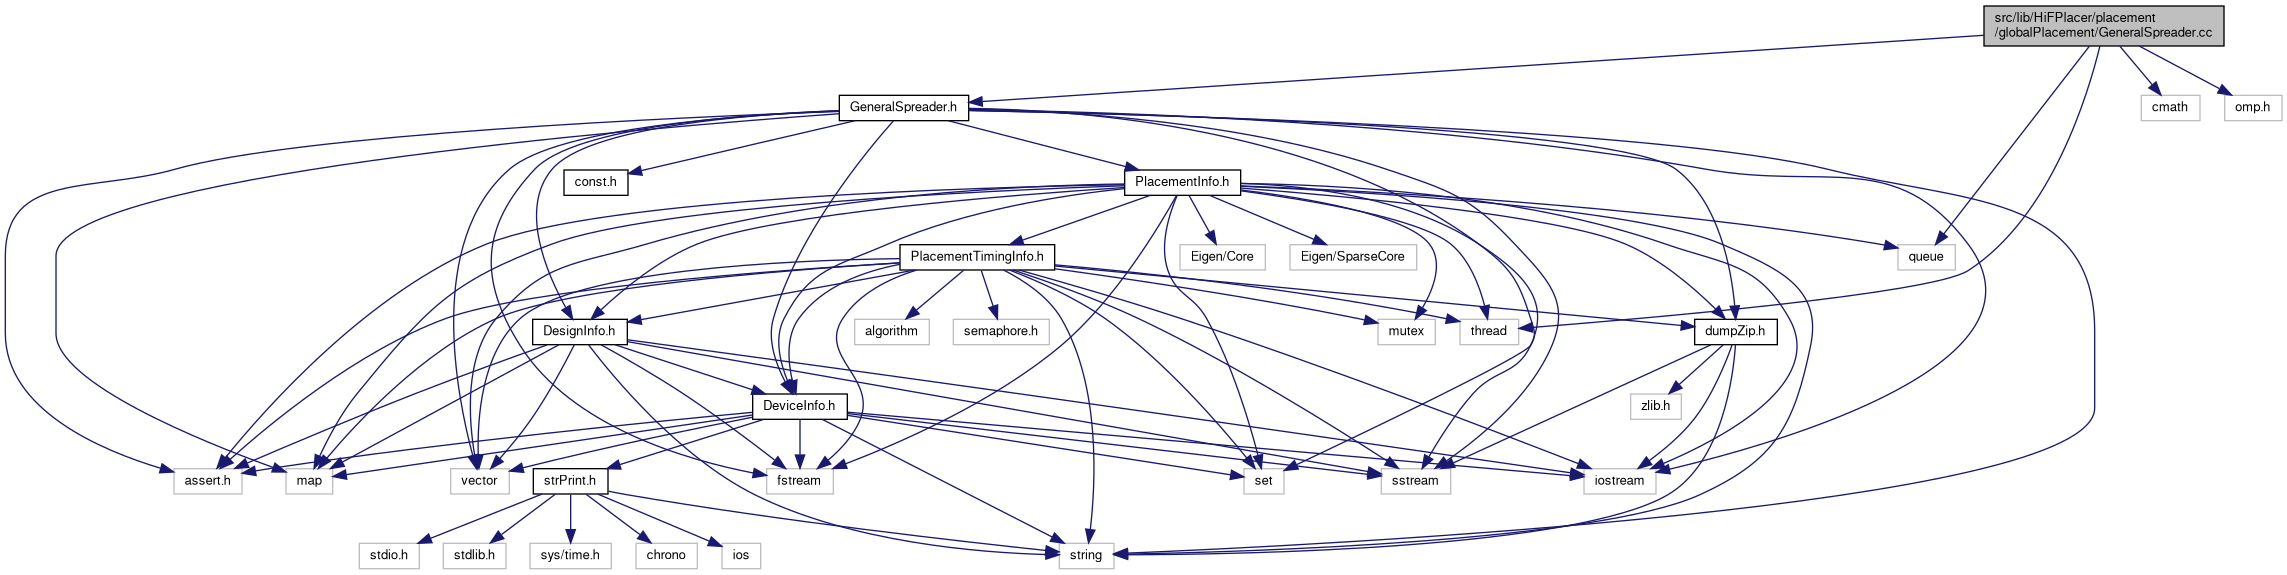 src/lib/HiFPlacer/placement
/globalPlacement/GeneralSpreader.cc
GeneralSpreader.h
cmath
omp.h
const.h
PlacementInfo.h
PlacementTimingInfo.h
Eigen/Core
Eigen/SparseCore
queue
DesignInfo.h
algorithm
semaphore.h
mutex
thread
dumpZip.h
DeviceInfo.h
zlib.h
assert.h
map
vector
strPrint.h
fstream
set
sstream
iostream
stdio.h
stdlib.h
sys/time.h
chrono
ios
string